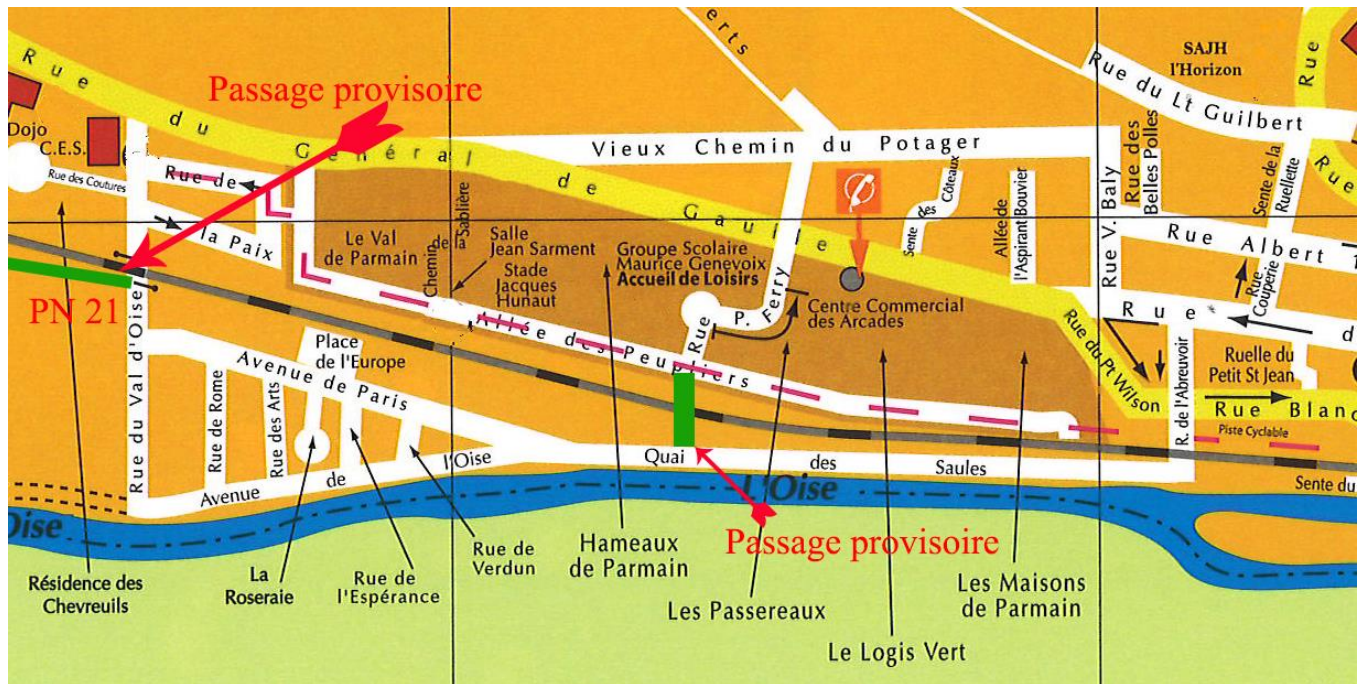 Rue du Général de Gaulle
erts
SAJH
l'Horizon
Rue du Lt Guilbert
Rue
Rue
Passage provisoire
Dojo
C.E.S.
Rue des Coutures
Rue de
la Paix
Vieux Chemin du Potager
Rue des
Belles Polles
Sente de la
Ruellette
Sente des Côteaux
Allée de
l'Aspirant Bouvier
Rue V. Baly
Rue Albert
Le Val
de Parmain
Chemin
de la
Sablière
Salle
Jean Sarment
Stade
Jacques
Hunaut
Groupe Scolaire
Maurice Genevoix
Accueil de Loisirs
Rue P. Ferry
Centre Commercial
des Arcades
Rue
Couperie
PN 21
Rue du Val d'Oise
Allée des Peupliers
Rue d
Rue du Pt Wilson
R. de l'Abreuvoir
Ruelle du
Petit St Jean
Rue Blanc
Piste Cyclable
Place
de l'Europe
Avenue de Paris
Rue de Rome
Rue des Arts
Avenue de l'Oise
Quai des Saules
Sente du
Oise
L'Oise
Passage provisoire
Résidence des
Chevreuils
La
Roseraie
Rue de
l'Espérance
Rue de
Verdun
Hameaux
de Parmain
Les Passereaux
Le Logis Vert
Les Maisons
de Parmain